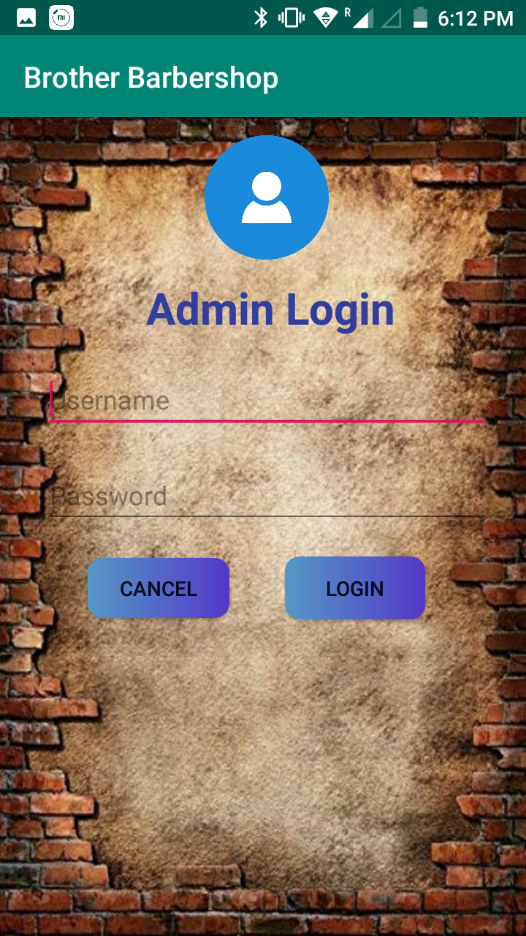 R 6:12 PM
Brother Barbershop
Admin Login
Username
Password
CANCEL LOGIN